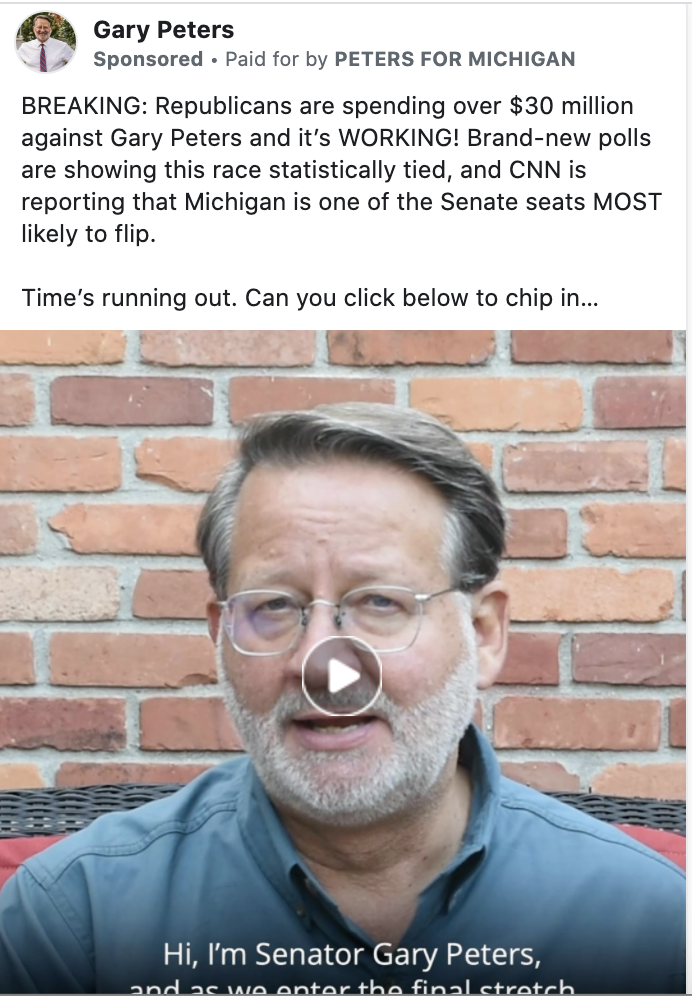 Gary Peters
Sponsored • Paid for by PETERS FOR MICHIGAN
BREAKING: Republicans are spending over $30 million
against Gary Peters and it’s WORKING! Brand-new polls
are showing this race statistically tied, and CNN is
reporting that Michigan is one of the Senate seats MOST
likely to flip.
Time’s running out. Can you click below to chip in...
Hi, I’m Senator Gary Peters,
and as we enter the final stretch